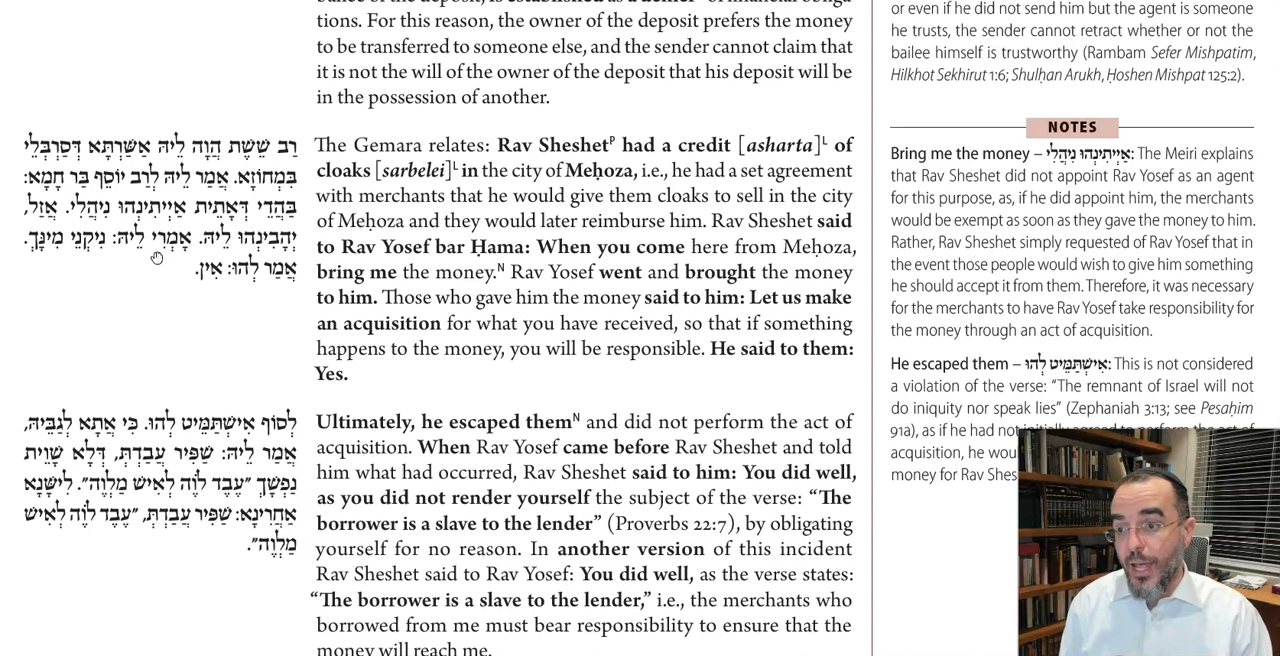 tions. For this reason, the owner of the deposit prefers the money
to be transferred to someone else, and the sender cannot claim that
it is not the will of the owner of the deposit that his deposit will be
in the possession of another.
רַב שֵׁשֶׁת הֲוָה לֵיהּ אַשַּׁרְתָּא דְּסַרְבְּלֵי
בִּמְחוֹזָא. אֲמַר לֵיהּ לְרַב יוֹסֵף בַּר חָמָא:
בַּהֲדֵי דְּאָתֵית אַיְיתִינְהוּ נִיהֲלִי. אֲזַל,
יַהֲבִינְהוּ לֵיהּ. אָמְרִי לֵיהּ: נִיקְנֵי מִינָּךְ.
אֲמַר לְהוּ: אִין.
The Gemara relates: Rav Sheshetᴾ had a credit [asharta]ᴸ of
cloaks [sarbelei]ᴸ in the city of Meḥoza, i.e., he had a set agreement
with merchants that he would give them cloaks to sell in the city
of Meḥoza and they would later reimburse him. Rav Sheshet said
to Rav Yosef bar Ḥama: When you come here from Meḥoza,
bring me the money.ᴺ Rav Yosef went and brought the money
to him. Those who gave him the money said to him: Let us make
an acquisition for what you have received, so that if something
happens to the money, you will be responsible. He said to them:
Yes.
לְסוֹף אִישְׁתְּמֵיט לְהוּ. כִּי אֲתָא לְגַבֵּיהּ,
אֲמַר לֵיהּ: שַׁפִּיר עֲבַדְתְּ, דְּלָא שָׁוֵית
נַפְשָׁךְ ״עֶבֶד לֹוֶה לְאִישׁ מַלְוֶה״. לִישָּׁנָא
אַחֲרִינָא: שַׁפִּיר עֲבַדְתְּ, ״עֶבֶד לֹוֶה לְאִישׁ
מַלְוֶה״.
Ultimately, he escaped themᴺ and did not perform the act of
acquisition. When Rav Yosef came before Rav Sheshet and told
him what had occurred, Rav Sheshet said to him: You did well,
as you did not render yourself the subject of the verse: “The
borrower is a slave to the lender” (Proverbs 22:7), by obligating
yourself for no reason. In another version of this incident
Rav Sheshet said to Rav Yosef: You did well, as the verse states:
“The borrower is a slave to the lender,” i.e., the merchants who
borrowed from me must bear responsibility to ensure that the
money will reach me.
or even if he did not send him but the agent is someone
he trusts, the sender cannot retract whether or not the
bailee himself is trustworthy (Rambam Sefer Mishpatim,
Hilkhot Sekhirut 1:6; Shulḥan Arukh, Ḥoshen Mishpat 125:2).
NOTES
Bring me the money – אַיְיתִינְהוּ נִיהֲלִי: The Meiri explains
that Rav Sheshet did not appoint Rav Yosef as an agent
for this purpose, as, if he did appoint him, the merchants
would be exempt as soon as they gave the money to him.
Rather, Rav Sheshet simply requested of Rav Yosef that in
the event those people would wish to give him something
he should accept it from them. Therefore, it was necessary
for the merchants to have Rav Yosef take responsibility for
the money through an act of acquisition.
He escaped them – אִישְׁתְּמֵיט לְהוּ: This is not considered
a violation of the verse: “The remnant of Israel will not
do iniquity nor speak lies” (Zephaniah 3:13; see Pesaḥim
91a), as if he had not
acquisition, he wou
money for Rav Shes